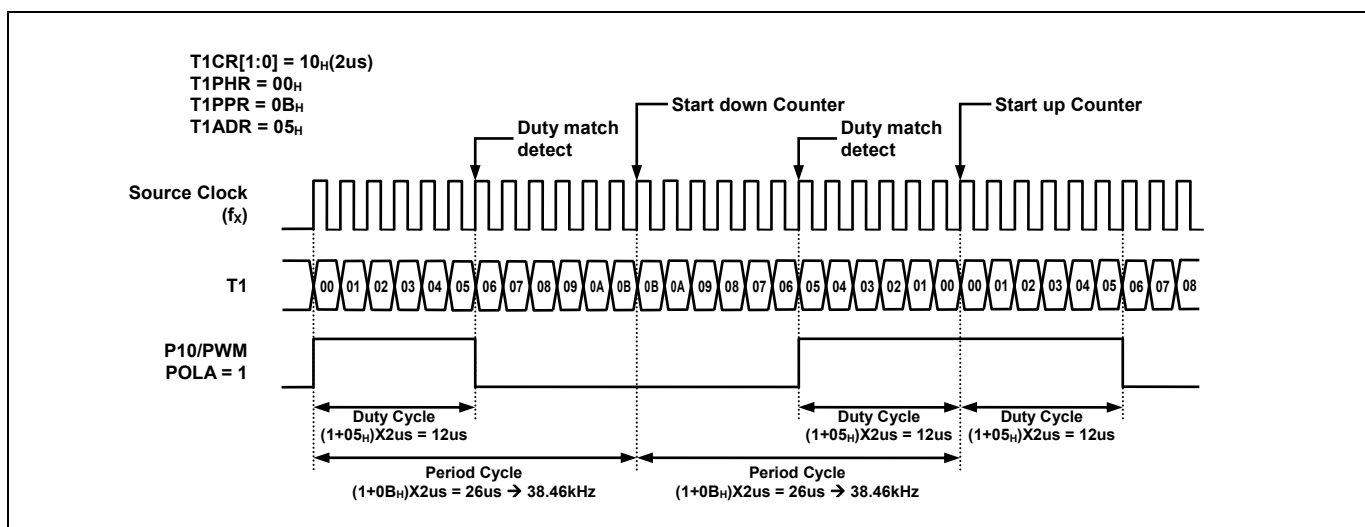 T1CR[1:0] = 10H(2us)
T1PHR = 00H
T1PPR = 0BH
T1ADR = 05H
Start down Counter
Start up Counter
Duty match
detect
Duty match
detect
Source Clock
(fX)
T1
00 01 02 03 04 05 06 07 08 09 0A 0B 0B 0A 09 08 07 06 05 04 03 02 01 00 00 01 02 03 04 05 06 07 08
P10/PWM
POLA = 1
Duty Cycle
(1+05H)X2us = 12us
Duty Cycle
(1+05H)X2us = 12us
Duty Cycle
(1+05H)X2us = 12us
Period Cycle
(1+0BH)X2us = 26us → 38.46kHz
Period Cycle
(1+0BH)X2us = 26us → 38.46kHz